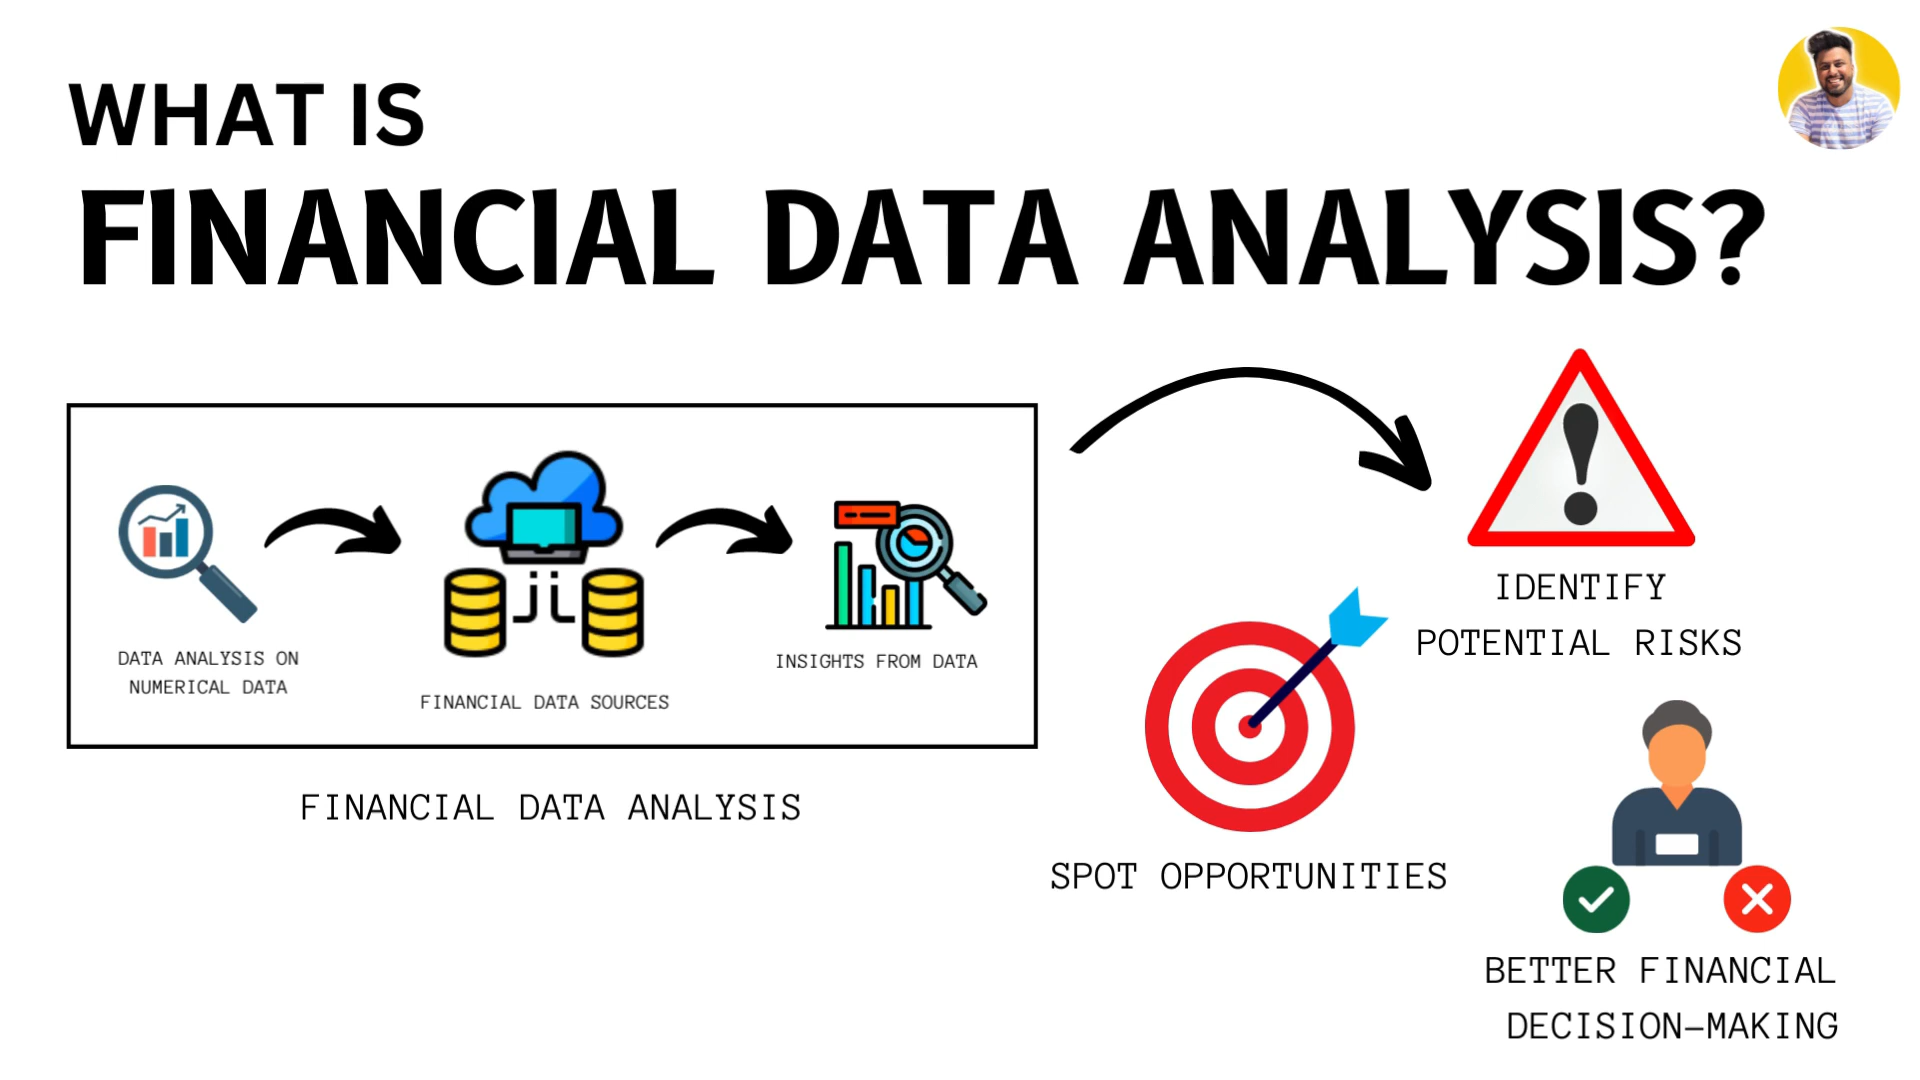 WHAT IS
FINANCIAL DATA ANALYSIS?
DATA ANALYSIS ON
NUMERICAL DATA
FINANCIAL DATA SOURCES
INSIGHTS FROM DATA
FINANCIAL DATA ANALYSIS
IDENTIFY
POTENTIAL RISKS
SPOT OPPORTUNITIES
BETTER FINANCIAL
DECISION-MAKING